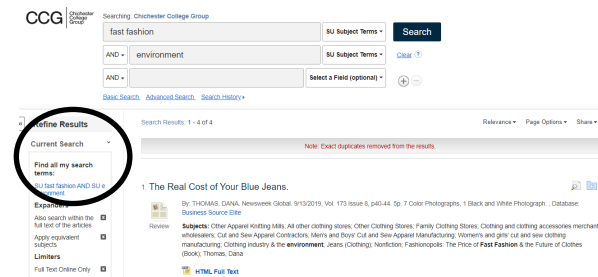 CCG Chichester
College
Group
Searching: Chichester College Group
fast fashion
SU Subject Terms
Search
AND
environment
SU Subject Terms
Clear ?
AND
Select a Field (optional)
Basic Search Advanced Search Search History
Refine Results
Search Results: 1 - 4 of 4
Relevance Page Options Share
Current Search
Note: Exact duplicates removed from the results.
Find all my search
terms:
SU fast fashion AND SU e
Expanders
Also search within the
full text of the articles
Apply equivalent
subjects
Limiters
Full Text Online Only
1. The Real Cost of Your Blue Jeans.
By: THOMAS, DANA. Newsweek Global. 9/13/2019, Vol. 173 Issue 8, p40-44. 5p. 7 Color Photographs, 1 Black and White Photograph. , Database:
Business Source Elite
Review
Subjects: Other Apparel Knitting Mills; All other clothing stores; Other Clothing Stores; Family Clothing Stores; Clothing and clothing accessories merchant
wholesalers; Cut and Sew Apparel Contractors; Men's and Boys' Cut and Sew Apparel Manufacturing; Women's and girls' cut and sew clothing
manufacturing; Clothing industry & the environment; Jeans (Clothing); Nonfiction; Fashionopolis: The Price of Fast Fashion & the Future of Clothes
(Book); Thomas, Dana
HTML Full Text